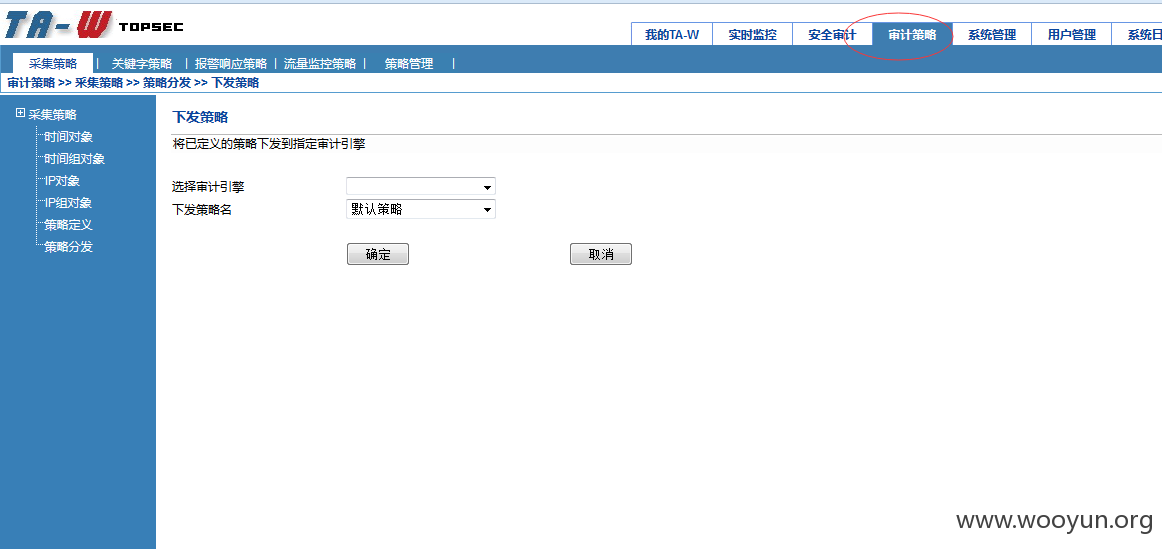 TA-W TOPSEC
我的TA-W 实时监控 安全审计 审计策略 系统管理 用户管理 系统日
采集策略 | 关键字策略 | 报警响应策略 | 流量监控策略 | 策略管理 |
审计策略 >> 采集策略 >> 策略分发 >> 下发策略
采集策略
时间对象
时间组对象
IP对象
IP组对象
策略定义
策略分发
下发策略
将已定义的策略下发到指定审计引擎
选择审计引擎
下发策略名 默认策略
确定 取消
www.wooyun.org